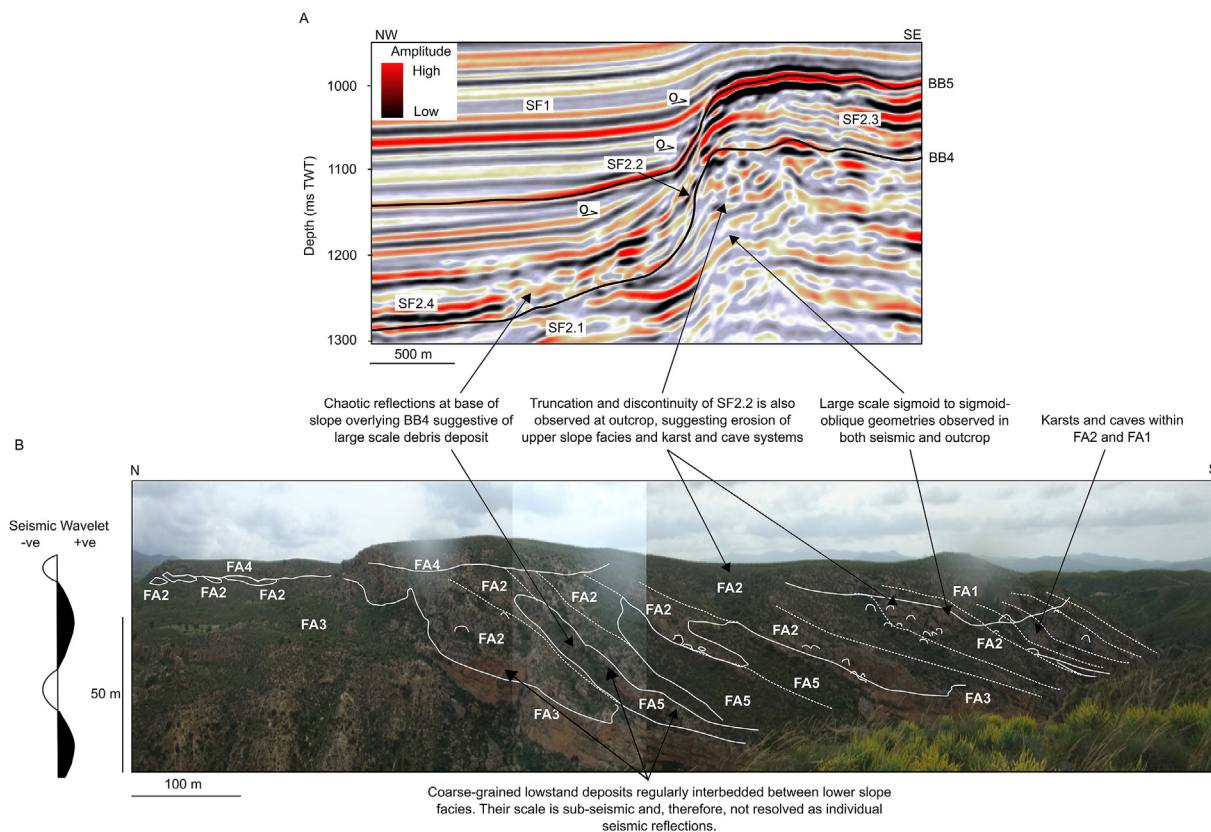 A
NW
SE
Amplitude
High
Low
1000
1100
1200
1300
Depth (ms TWT)
SF1
SF2.2
SF2.3
SF2.4
SF2.1
BB5
BB4
O
O
O
500 m
Chaotic reflections at base of
slope overlying BB4 suggestive of
large scale debris deposit
Truncation and discontinuity of SF2.2 is also
observed at outcrop, suggesting erosion of
upper slope facies and karst and cave systems
Large scale sigmoid to sigmoid-
oblique geometries observed in
both seismic and outcrop
Karsts and caves within
FA2 and FA1
B
N
Seismic Wavelet
-ve +ve
50 m
FA4
FA2 FA2 FA2
FA3
FA4
FA2
FA2
FA2
FA2
FA2
FA2
FA1
FA2
FA3
FA5
FA5
FA5
FA3
100 m
Coarse-grained lowstand deposits regularly interbedded between lower slope
facies. Their scale is sub-seismic and, therefore, not resolved as individual
seismic reflections.